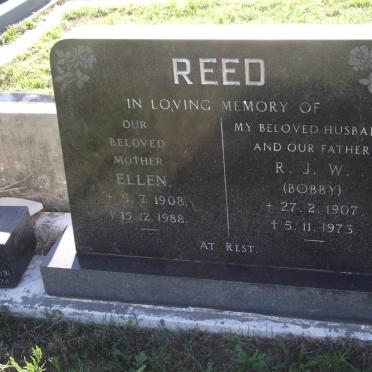 REED
IN LOVING MEMORY OF
OUR
BELOVED
MOTHER
ELLEN.
5.7.1908.
15.12.1988.
MY BELOVED
AND OUR FATHER
R. J. W.
(BOBBY)
27.2.1907
5.11.1973
AT REST.